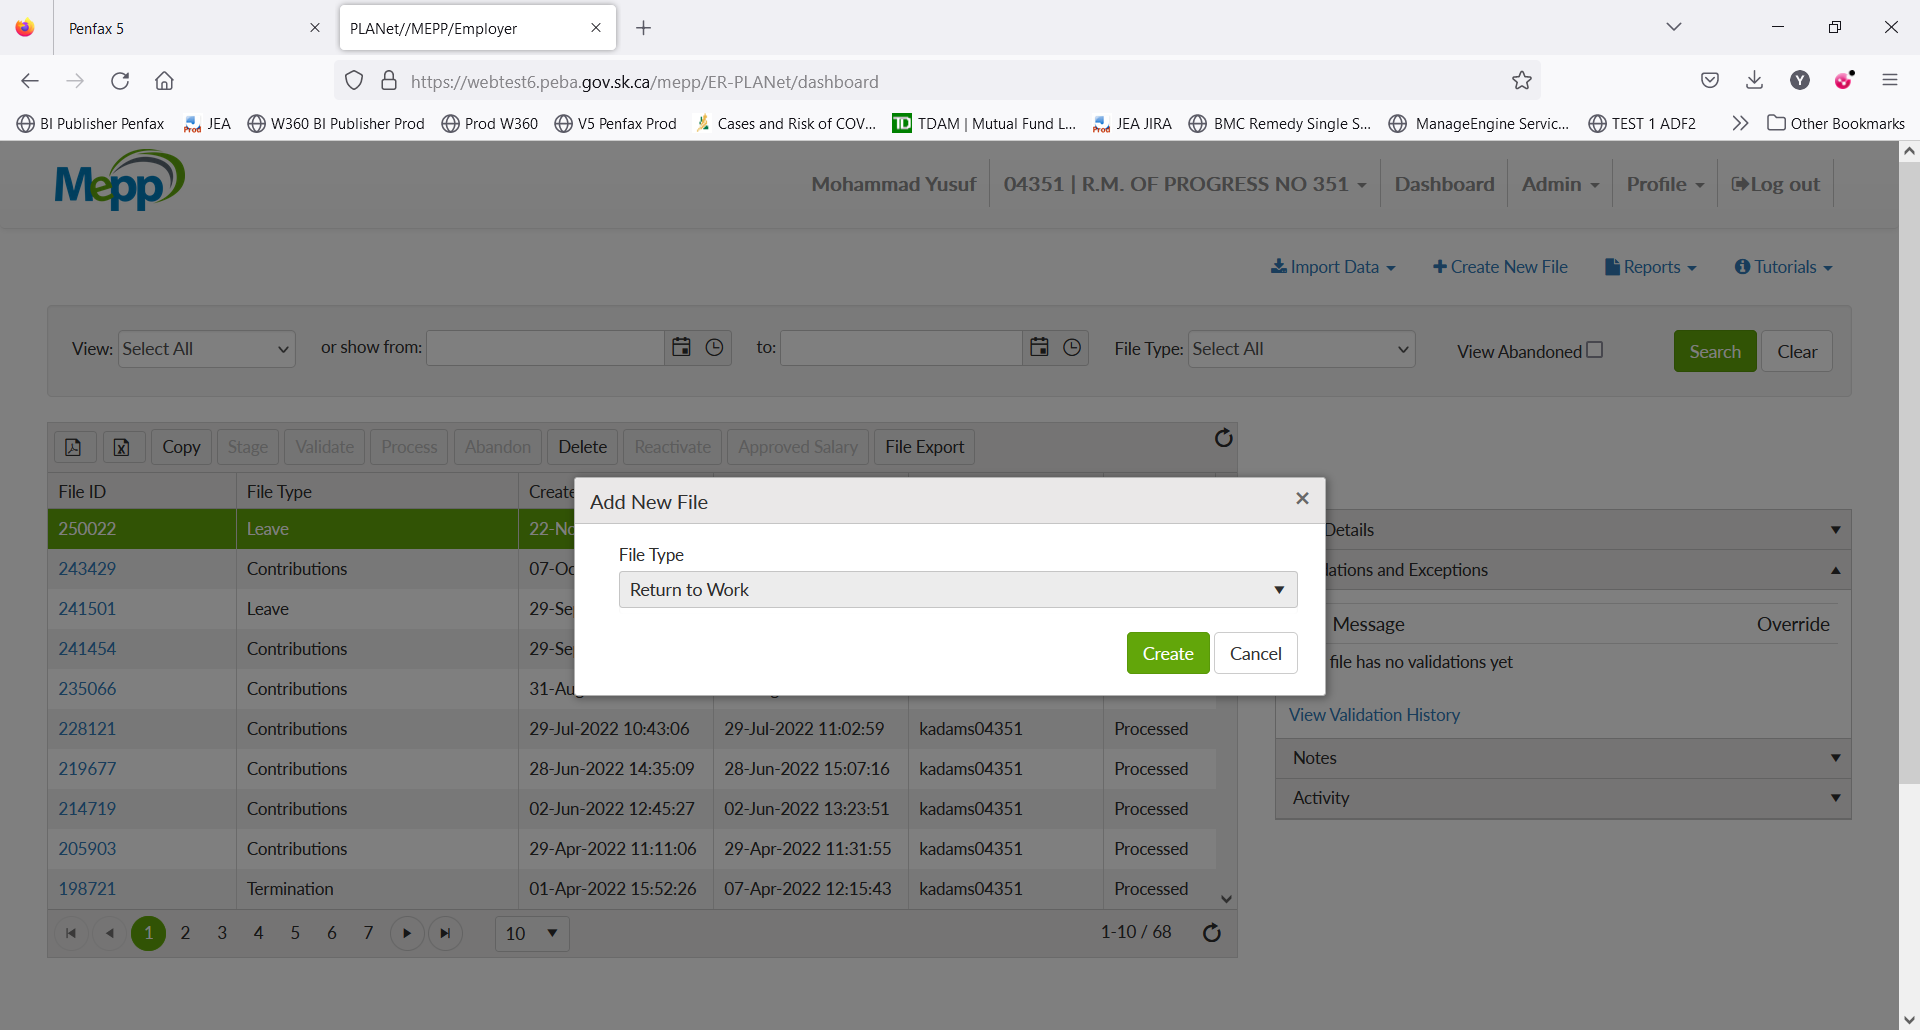 Penfax 5
PLANet//MEPP/Employer
https://webtest6.peba.gov.sk.ca/mepp/ER-PLANet/dashboard
Y
BI Publisher Penfax
JEA
W360 BI Publisher Prod
Prod W360
V5 Penfax Prod
Cases and Risk of COV...
TD TDAM | Mutual Fund L...
JEA JIRA
BMC Remedy Single S...
ManageEngine Servic...
TEST 1 ADF2
Other Bookmarks
Mepp
Mohammad Yusuf
04351 | R.M. OF PROGRESS NO 351
Dashboard
Admin
Profile
Log out
Import Data
Create New File
Reports
Tutorials
View: Select All
or show from:
to:
File Type: Select All
View Abandoned
Search
Clear
Copy
Stage
Validate
Process
Abandon
Delete
Reactivate
Approved Salary
File Export
File ID File Type Create
250022 Leave 22-No
243429 Contributions 07-Oc
241501 Leave 29-Se
241454 Contributions 29-Se
235066 Contributions 31-Au
228121 Contributions 29-Jul-2022 10:43:06 29-Jul-2022 11:02:59 kadams04351 Processed
219677 Contributions 28-Jun-2022 14:35:09 28-Jun-2022 15:07:16 kadams04351 Processed
214719 Contributions 02-Jun-2022 12:45:27 02-Jun-2022 13:23:51 kadams04351 Processed
205903 Contributions 29-Apr-2022 11:11:06 29-Apr-2022 11:31:55 kadams04351 Processed
198721 Termination 01-Apr-2022 15:52:26 07-Apr-2022 12:15:43 kadams04351 Processed
1 2 3 4 5 6 7 10 1-10 / 68
Add New File
File Type
Return to Work
Create
Cancel
Details
lations and Exceptions
Message Override
file has no validations yet
View Validation History
Notes
Activity